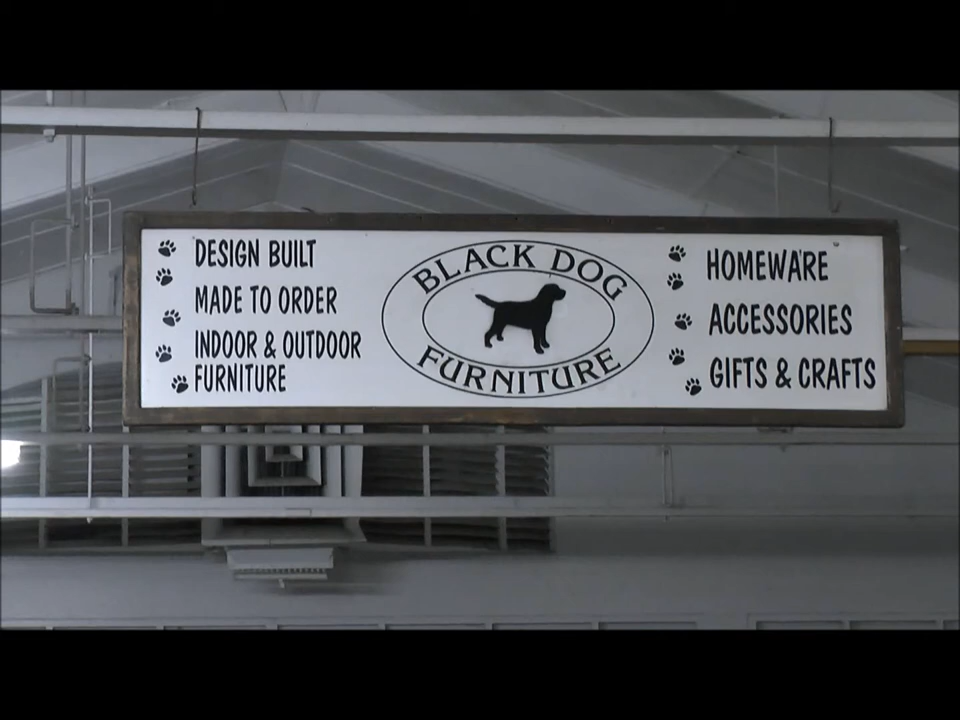 DESIGN BUILT
MADE TO ORDER
INDOOR & OUTDOOR
FURNITURE
BLACK DOG
FURNITURE
HOMEWARE
ACCESSORIES
GIFTS & CRAFTS